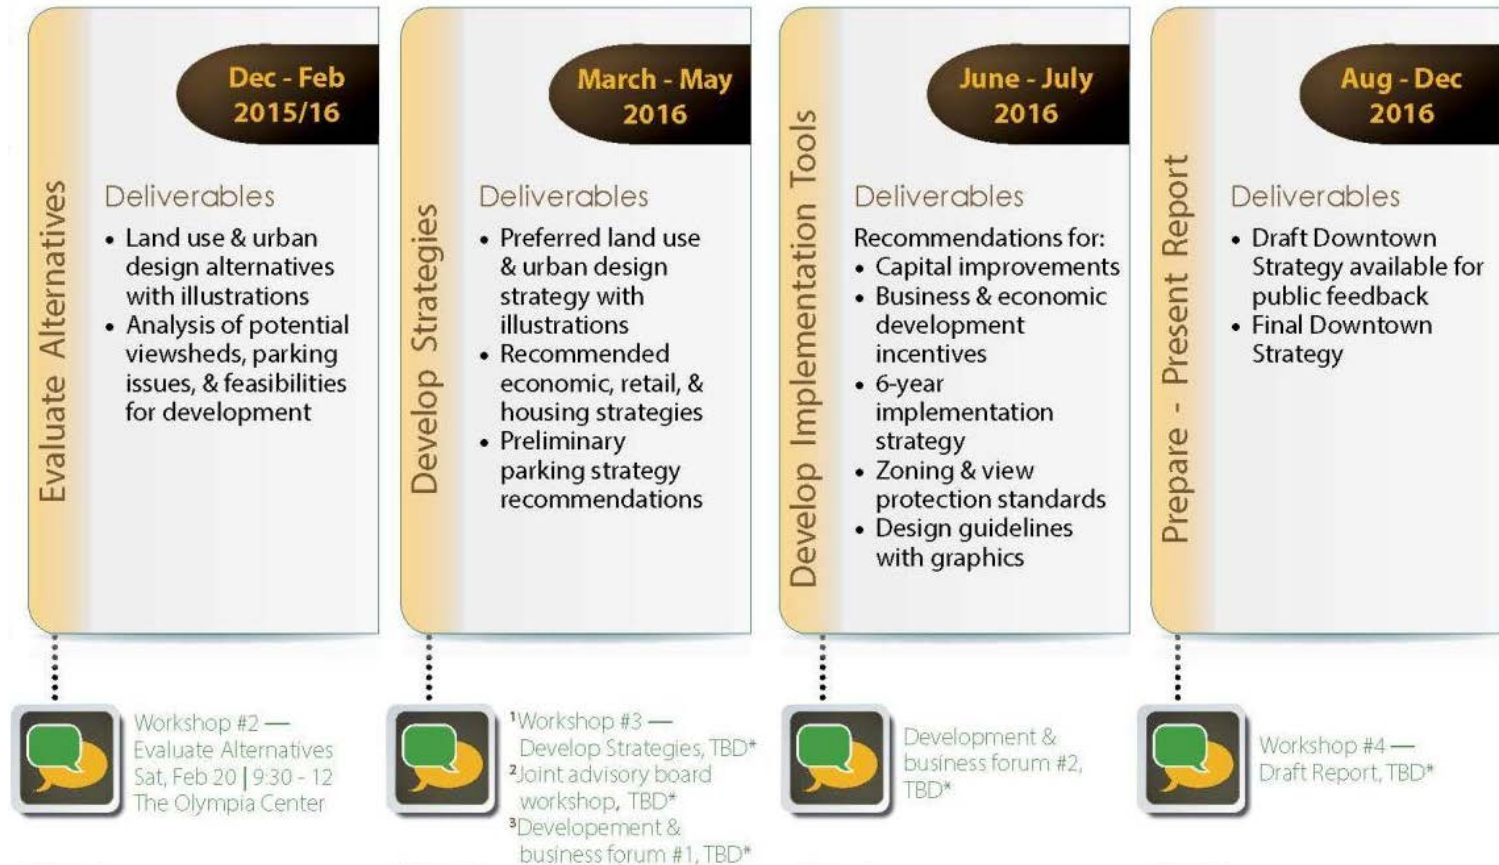 Evaluate Alternatives
Dec - Feb
2015/16
Deliverables
• Land use & urban
design alternatives
with illustrations
• Analysis of potential
viewsheds, parking
issues, & feasibilities
for development
Workshop #2 —
Evaluate Alternatives
Sat, Feb 20 | 9:30 - 12
The Olympia Center
Develop Strategies
March - May
2016
Deliverables
• Preferred land use
& urban design
strategy with
illustrations
• Recommended
economic, retail, &
housing strategies
• Preliminary
parking strategy
recommendations
¹Workshop #3 —
Develop Strategies, TBD*
²Joint advisory board
workshop, TBD*
³Developement &
business forum #1, TBD*
Develop Implementation Tools
June - July
2016
Deliverables
Recommendations for:
• Capital improvements
• Business & economic
development
incentives
• 6-year
implementation
strategy
• Zoning & view
protection standards
• Design guidelines
with graphics
Development &
business forum #2,
TBD*
Prepare - Present Report
Aug - Dec
2016
Deliverables
• Draft Downtown
Strategy available for
public feedback
• Final Downtown
Strategy
Workshop #4 —
Draft Report, TBD*